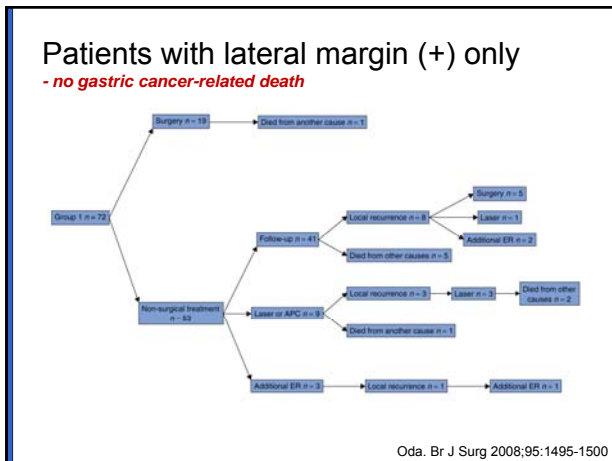 Patients with lateral margin (+) only
- no gastric cancer-related death
Surgery n = 19
Died from another cause n = 1
Group 1 n = 72
Non-surgical treatment
n = 53
Follow-up n = 41
Local recurrence n = 8
Surgery n = 5
Laser n = 1
Additional ER n = 2
Died from other causes n = 5
Laser or APC n = 9
Local recurrence n = 3
Laser n = 3
Died from other
causes n = 2
Died from another cause n = 1
Additional ER n = 3
Local recurrence n = 1
Additional ER n = 1
Oda. Br J Surg 2008;95:1495-1500